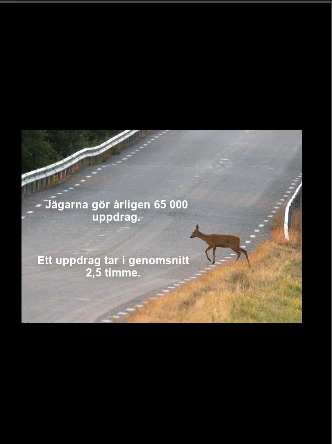 Jägarna gör årligen 65 000
uppdrag.
Ett uppdrag tar i genomsnitt
2,5 timme.